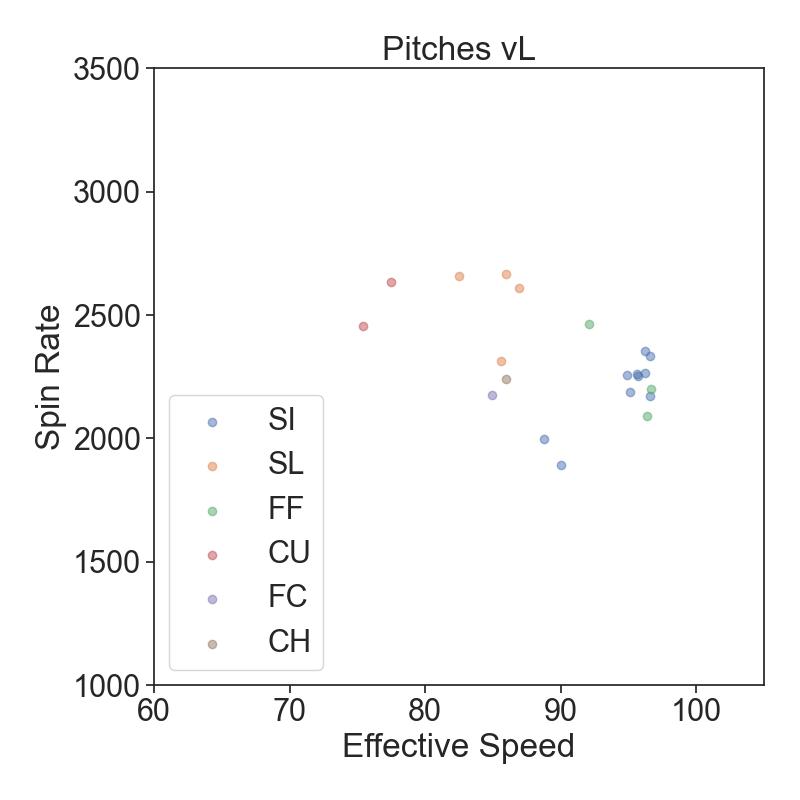 Pitches vL
3500
3000
2500
2000
1500
1000
Spin Rate
SI
SL
FF
CU
FC
CH
60 70 80 90 100
Effective Speed